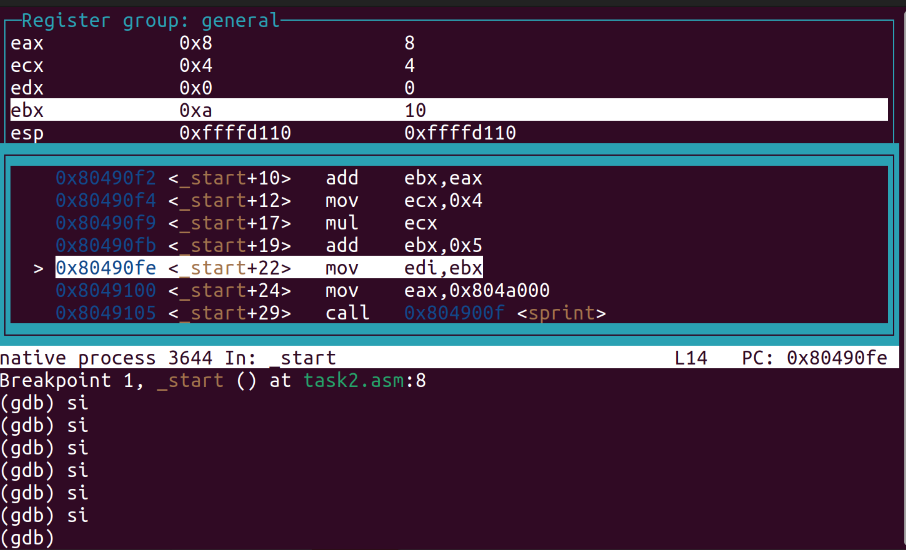 Register group: general
eax 0x8 8
ecx 0x4 4
edx 0x0 0
ebx 0xa 10
esp 0xffffd110 0xffffd110
0x80490f2 <_start+10> add ebx,eax
0x80490f4 <_start+12> mov ecx,0x4
0x80490f9 <_start+17> mul ecx
0x80490fb <_start+19> add ebx,0x5
> 0x80490fe <_start+22> mov edi,ebx
0x8049100 <_start+24> mov eax,0x804a000
0x8049105 <_start+29> call 0x804900f <sprint>
native process 3644 In: _start L14 PC: 0x80490fe
Breakpoint 1, _start () at task2.asm:8
(gdb) si
(gdb) si
(gdb) si
(gdb) si
(gdb) si
(gdb) si
(gdb)